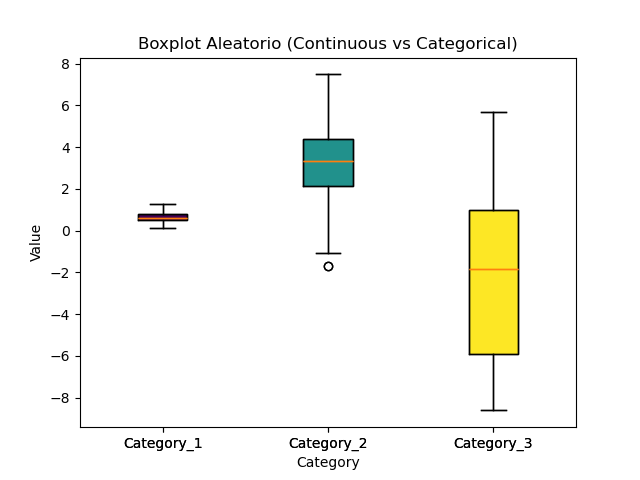 Boxplot Aleatorio (Continuous vs Categorical)
8
6
4
2
0
−2
−4
−6
−8
Value
Category_1 Category_2 Category_3
Category